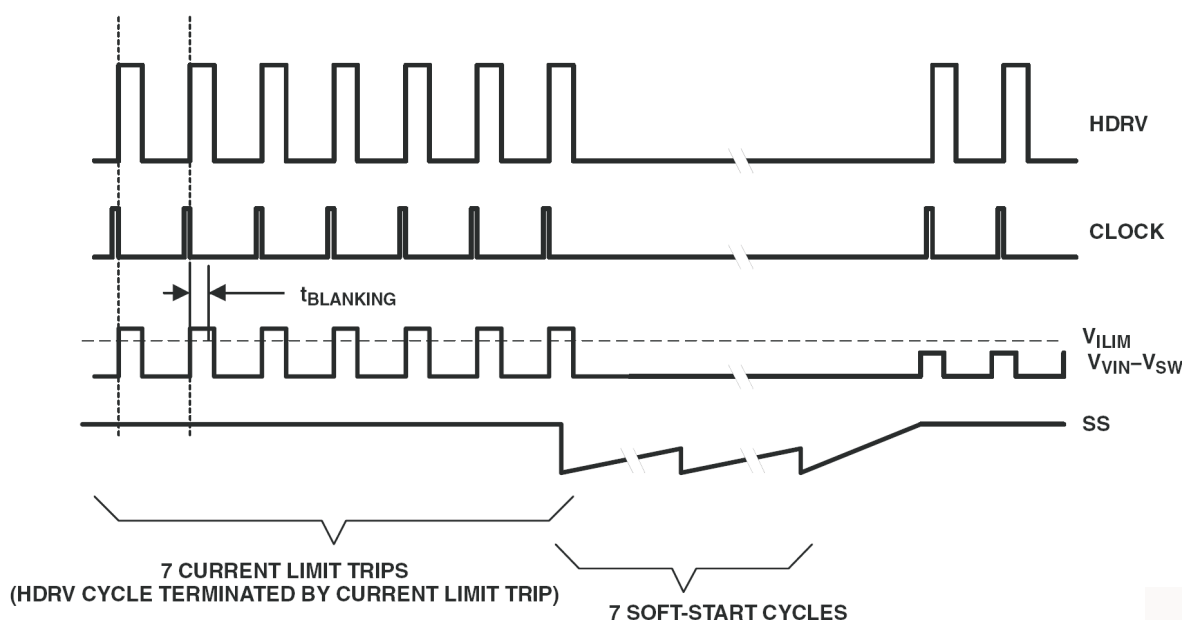 HDRV
CLOCK
tBLANKING
VILIM
VVIN–VSW
SS
7 CURRENT LIMIT TRIPS
(HDRV CYCLE TERMINATED BY CURRENT LIMIT TRIP)
7 SOFT-START CYCLES